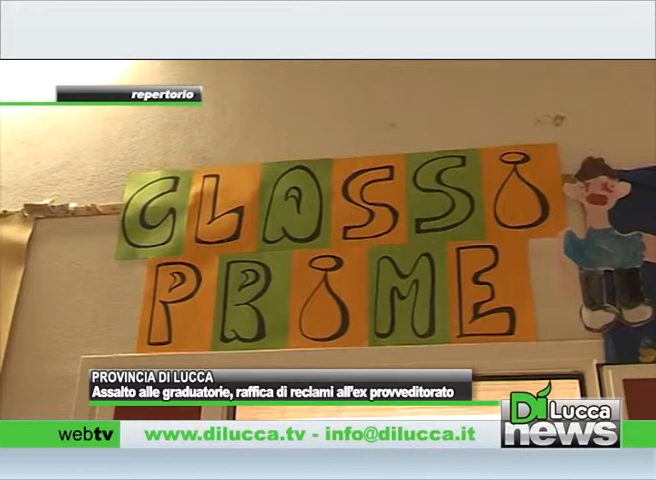 repertorio
CLASSI
PRIME
PROVINCIA DI LUCCA
Assalto alle graduatorie, raffica di reclami all'ex provveditorato
webtv
www.dilucca.tv - info@dilucca.it
Di Lucca
news